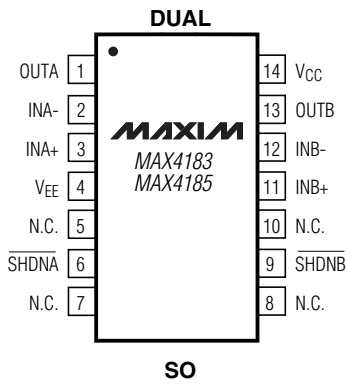 DUAL
OUTA 1
INA- 2
INA+ 3
VEE 4
N.C. 5
SHDNA 6
N.C. 7
MAXIM
MAX4183
MAX4185
14 VCC
13 OUTB
12 INB-
11 INB+
10 N.C.
9 SHDNB
8 N.C.
SO